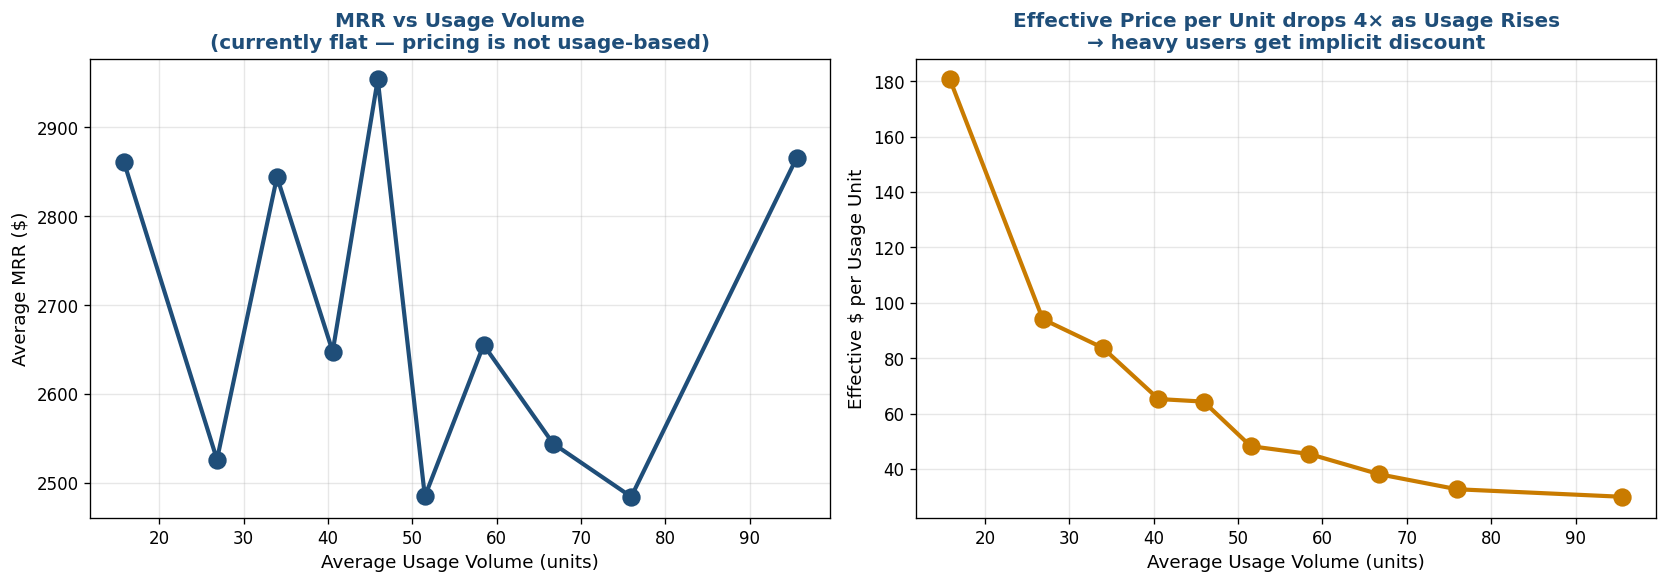 MRR vs Usage Volume
(currently flat — pricing is not usage-based)
Average MRR ($)
2900
2800
2700
2600
2500
20 30 40 50 60 70 80 90
Average Usage Volume (units)
Effective Price per Unit drops 4× as Usage Rises
→ heavy users get implicit discount
Effective $ per Usage Unit
180
160
140
120
100
80
60
40
20 30 40 50 60 70 80 90
Average Usage Volume (units)